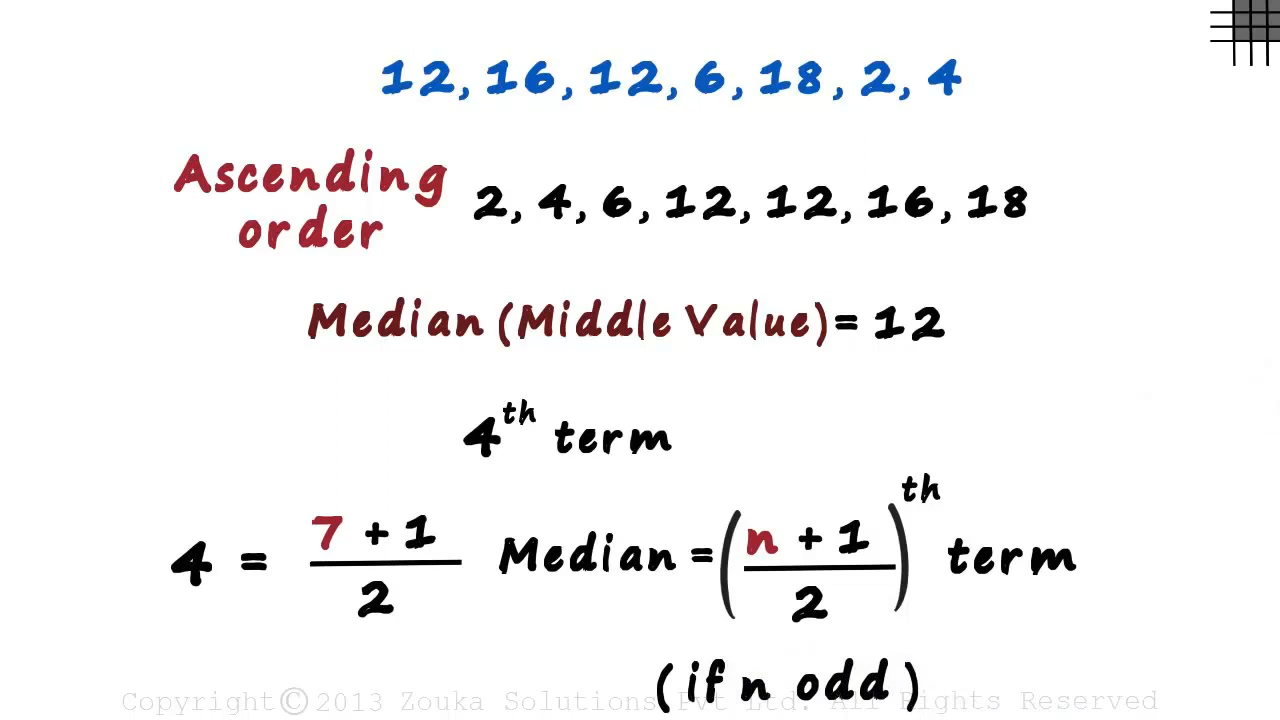 12, 16, 12, 6, 18, 2, 4
Ascending
order
2, 4, 6, 12, 12, 16, 18
Median (Middle Value) = 12
4th term
4 = (7 + 1)/2
Median = ((n + 1)/2)th term
(if n odd)
Copyright©2013 Zouka Solutions Pvt Ltd. All Rights Reserved